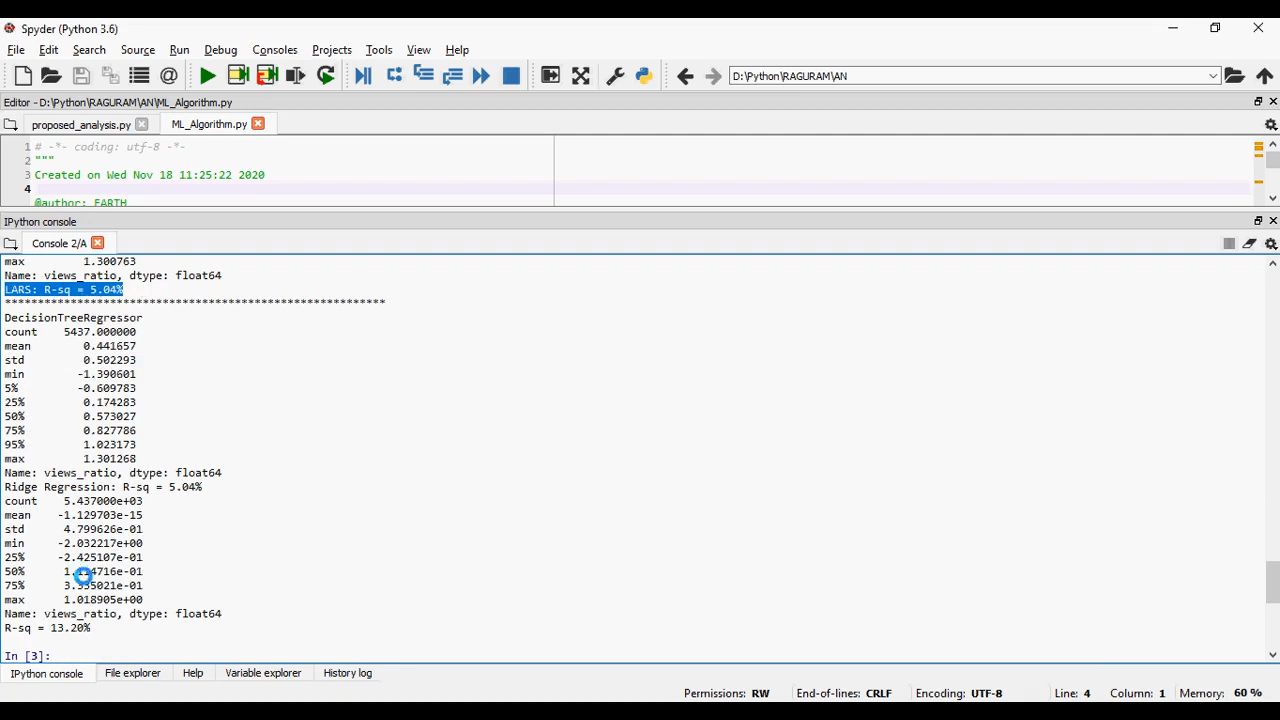 Spyder (Python 3.6)
File Edit Search Source Run Debug Consoles Projects Tools View Help
D:\Python\RAGURAM\AN
Editor - D:\Python\RAGURAM\AN\ML_Algorithm.py
proposed_analysis.py ML_Algorithm.py
1 # -*- coding: utf-8 -*-
2 """
3 Created on Wed Nov 18 11:25:22 2020
4
@author: EARTH
IPython console
Console 2/A
max 1.300763
Name: views_ratio, dtype: float64
LARS: R-sq = 5.04%
**********************************************************
DecisionTreeRegressor
count 5437.000000
mean 0.441657
std 0.502293
min -1.390601
5% -0.609783
25% 0.174283
50% 0.573027
75% 0.827786
95% 1.023173
max 1.301268
Name: views_ratio, dtype: float64
Ridge Regression: R-sq = 5.04%
count 5.437000e+03
mean -1.129703e-15
std 4.799626e-01
min -2.032217e+00
25% -2.425107e-01
50%
75%
max 1.018905e+00
Name: views_ratio, dtype: float64
R-sq = 13.20%
In [3]:
IPython console File explorer Help Variable explorer History log
Permissions: RW End-of-lines: CRLF Encoding: UTF-8 Line: 4 Column: 1 Memory: 60 %